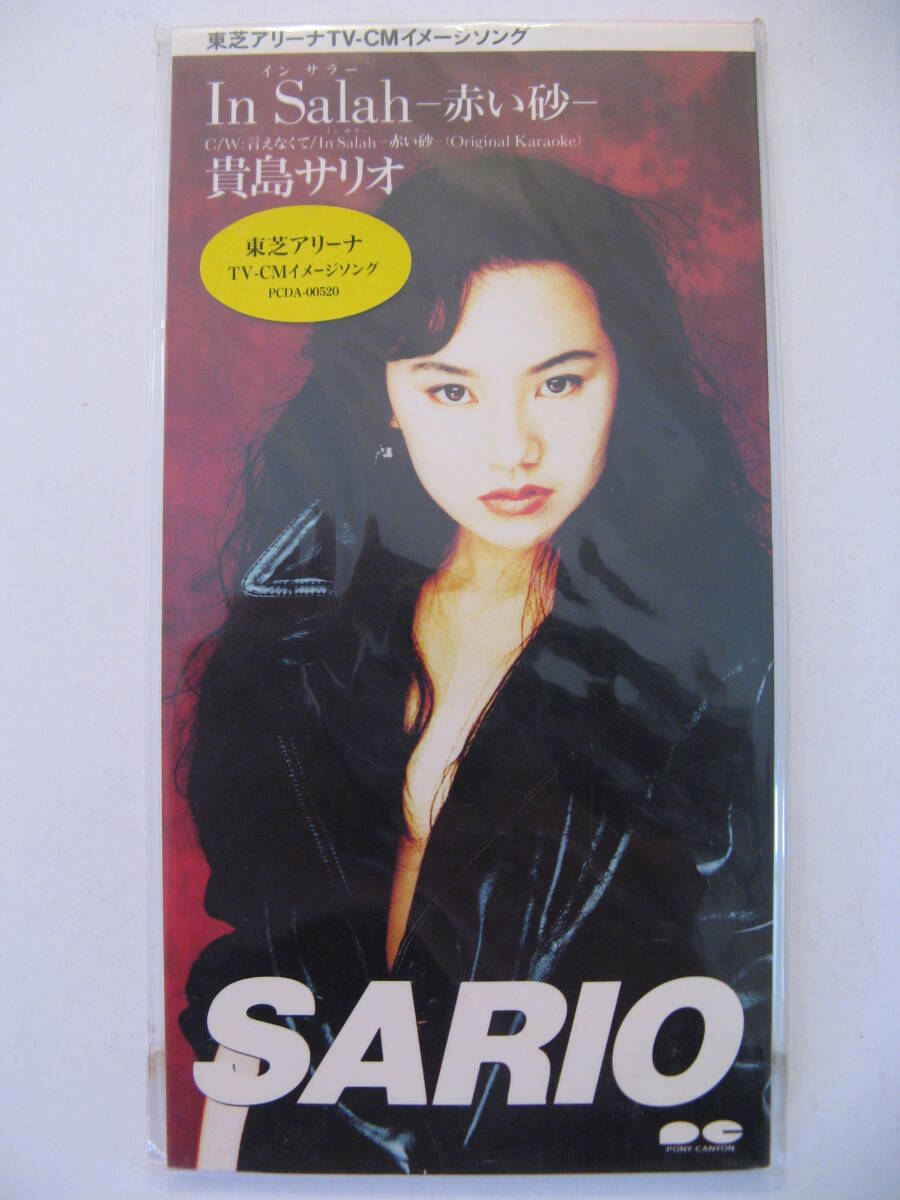 東芝アリーナTV-CMイメージソング
イン サラー
In Salah－赤い砂－
イン サラー
C/W:言えなくて/In Salah－赤い砂－(Original Karaoke)
貴島サリオ
東芝アリーナ
TV-CMイメージソング
PCDA-00520
SARIO
PC
PONY CANYON